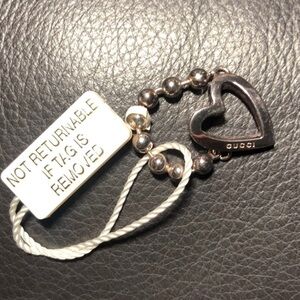 NOT RETURNABLE
IF TAG IS
REMOVED
GUCCI